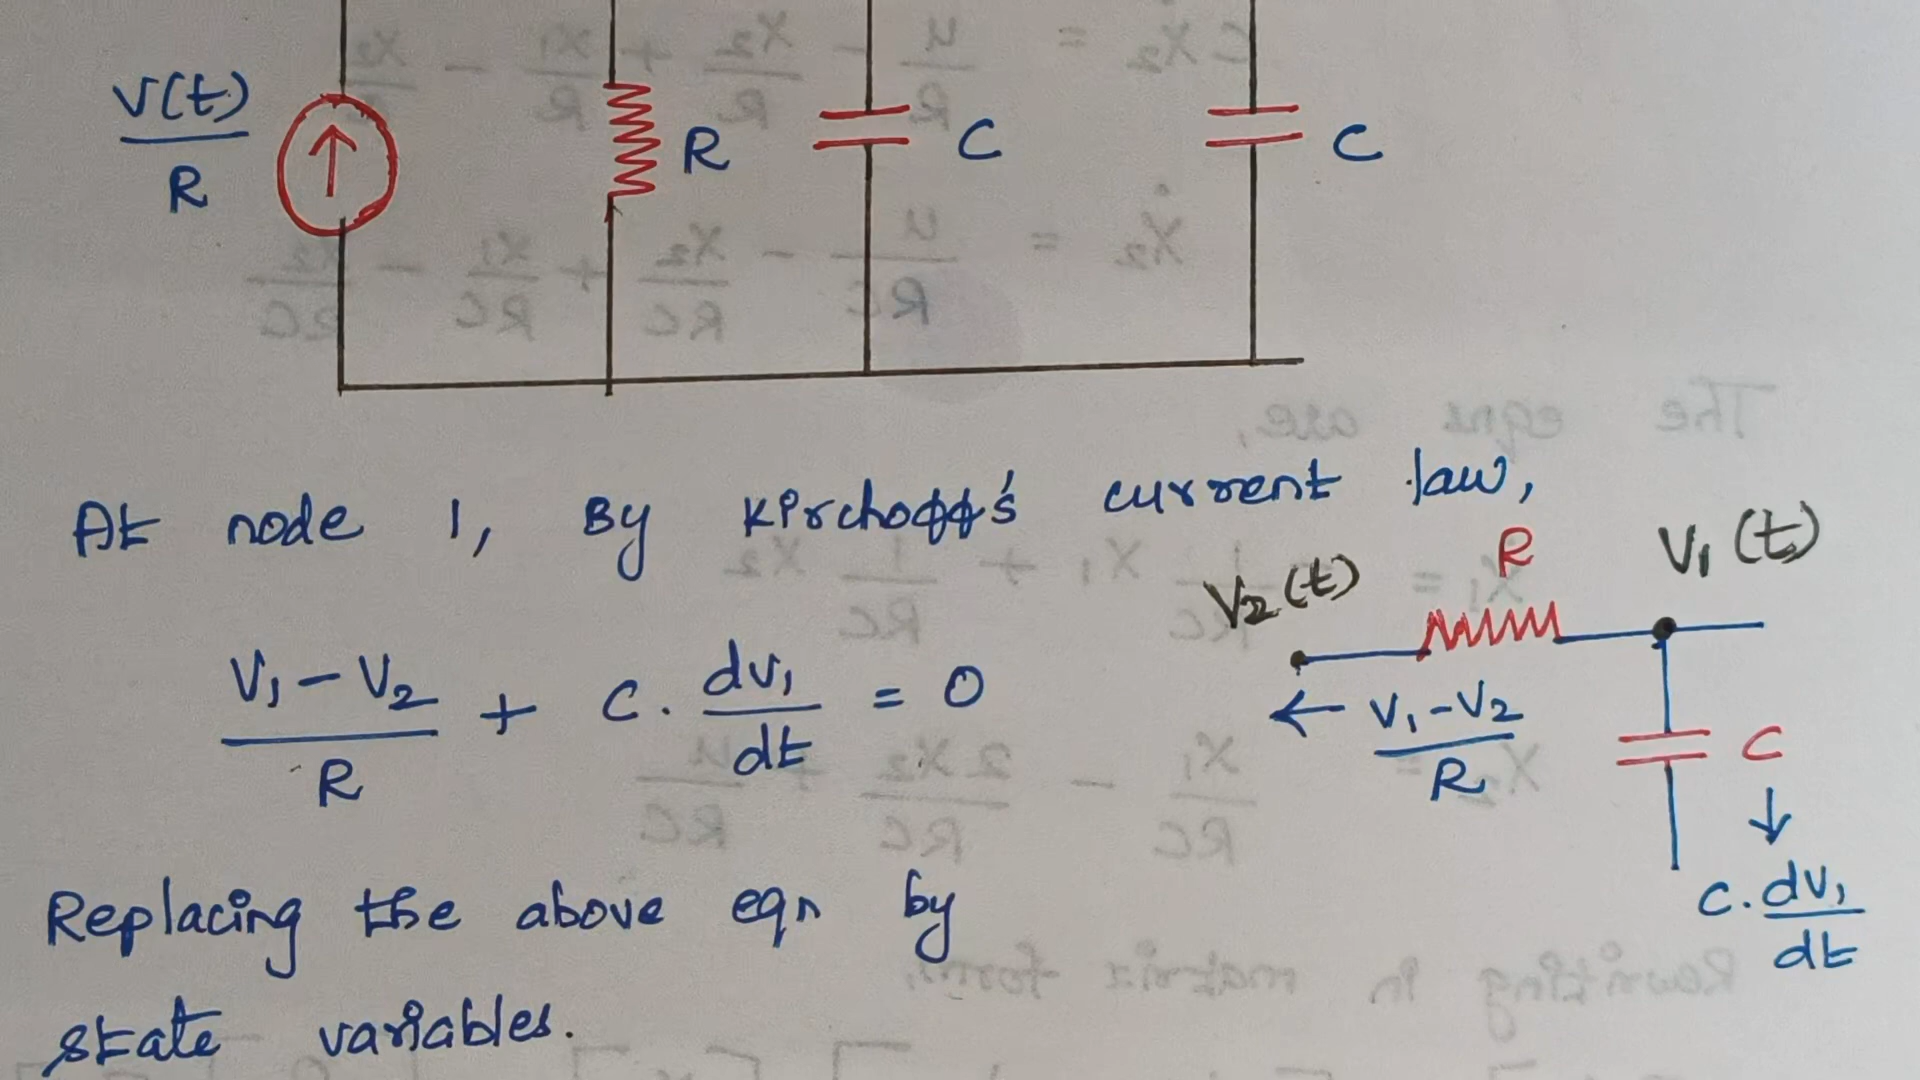 V(t)/R
R
C
C
At node 1, By Kirchoff's current law,
(V1 - V2)/R + C. dv1/dt = 0
V2(t)
R
V1(t)
← (V1-V2)/R
C
↓
C. dv1/dt
Replacing the above eqn by
state variables.